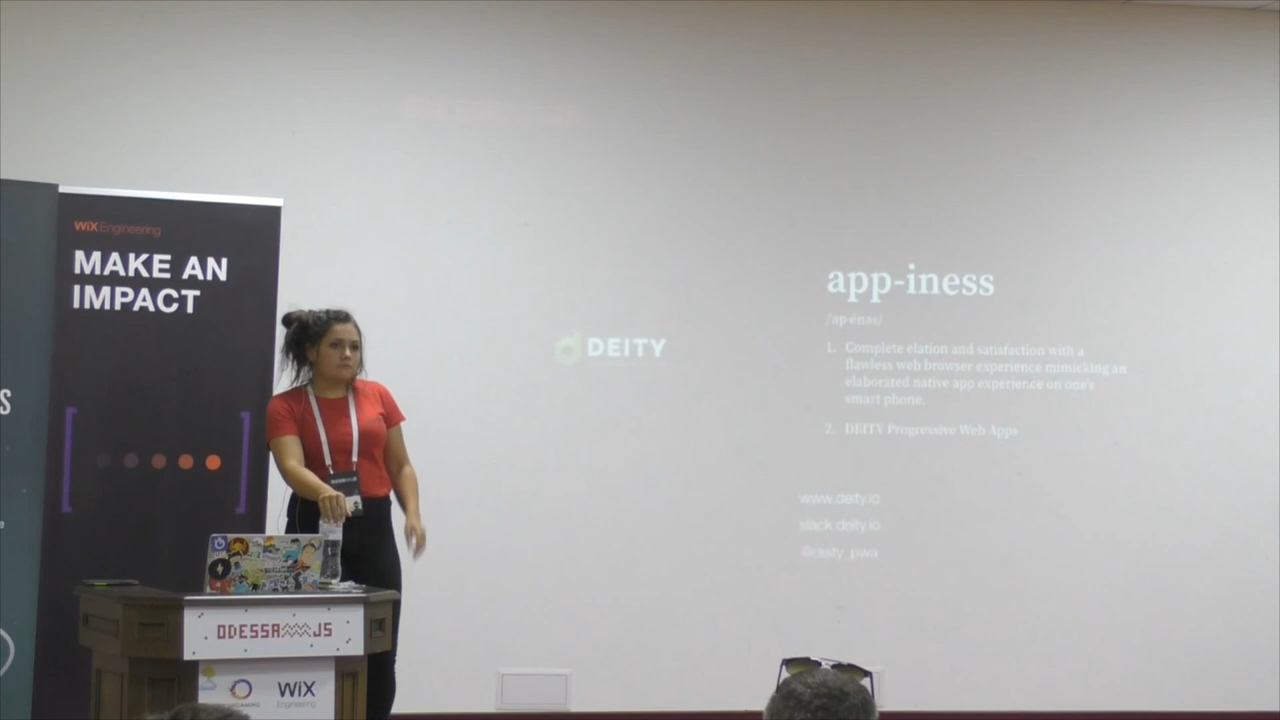 WiX Engineering
MAKE AN
IMPACT
S
e
DEITY
app-iness
1. Complete elation and satisfaction with a
flawless web browser experience mimicking an
elaborated native app experience on one's
smart phone.
2. DEITY Progressive Web Apps
www.deity.io
slack.deity.io
@deity_pwa
ODESSA JS
WiX
Engineering